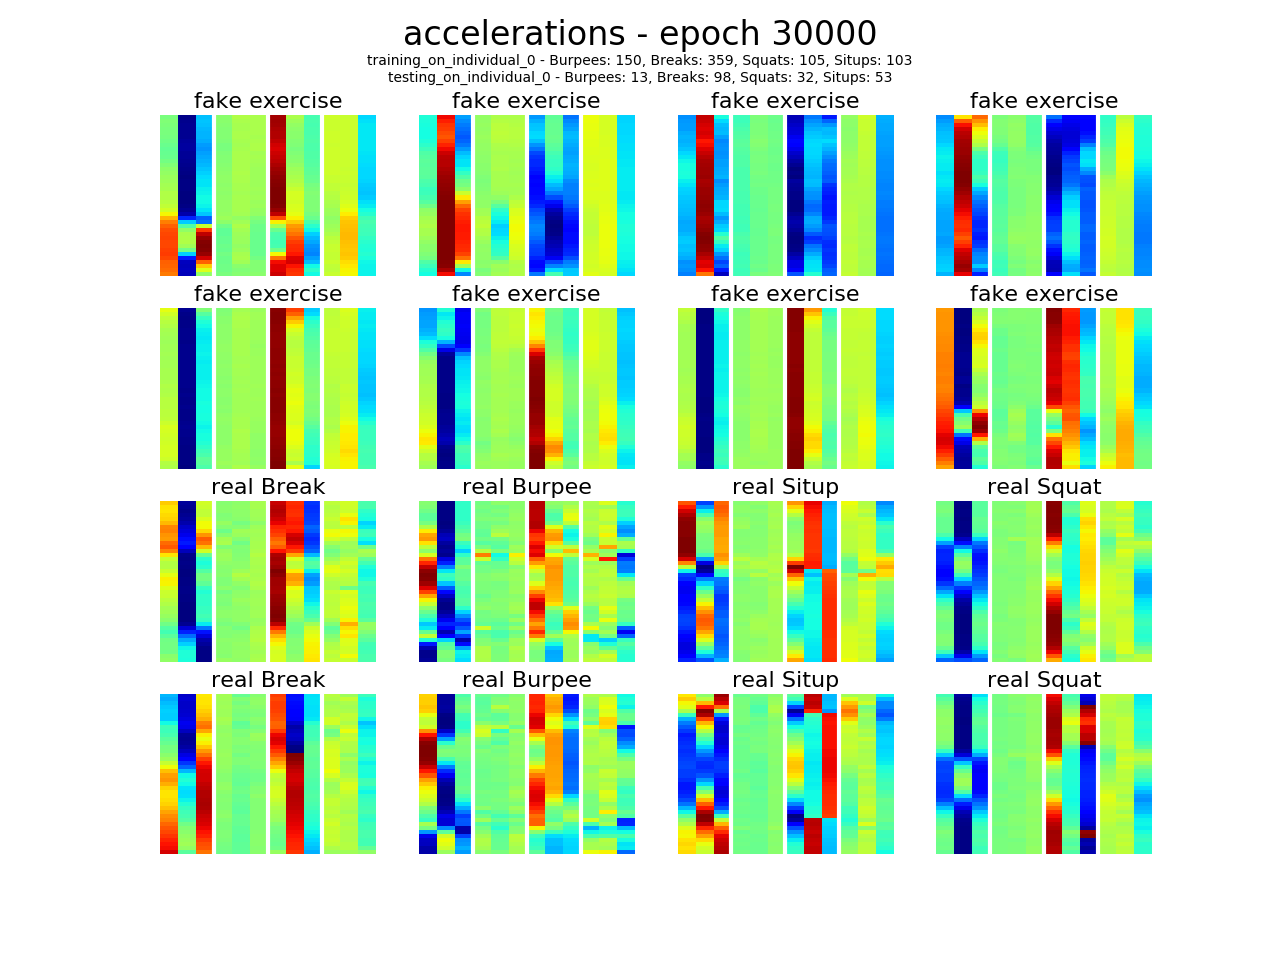 accelerations - epoch 30000
training_on_individual_0 - Burpees: 150, Breaks: 359, Squats: 105, Situps: 103
testing_on_individual_0 - Burpees: 13, Breaks: 98, Squats: 32, Situps: 53
fake exercise fake exercise fake exercise fake exercise
fake exercise fake exercise fake exercise fake exercise
real Break real Burpee real Situp real Squat
real Break real Burpee real Situp real Squat